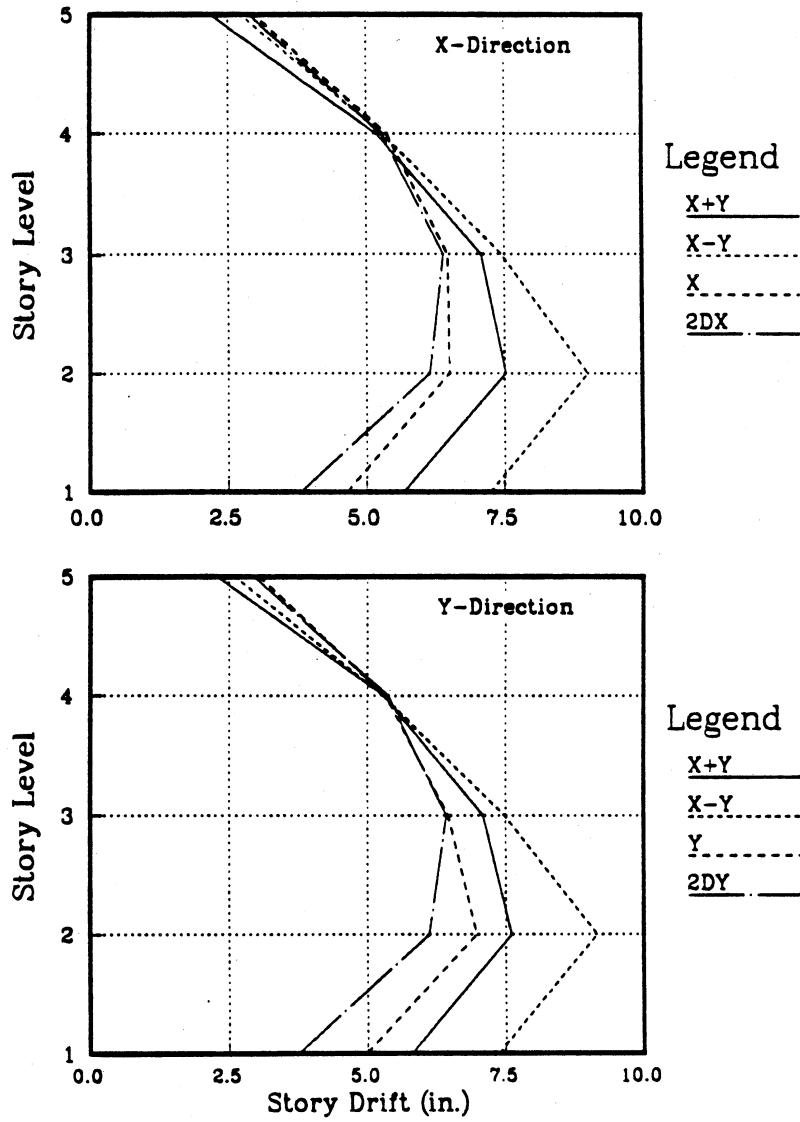 5
X-Direction
4
Story Level
3
2
1
0.0 2.5 5.0 7.5 10.0
Legend
X+Y
X-Y
X
2DX
5
Y-Direction
4
Story Level
3
2
1
0.0 2.5 5.0 7.5 10.0
Story Drift (in.)
Legend
X+Y
X-Y
Y
2DY